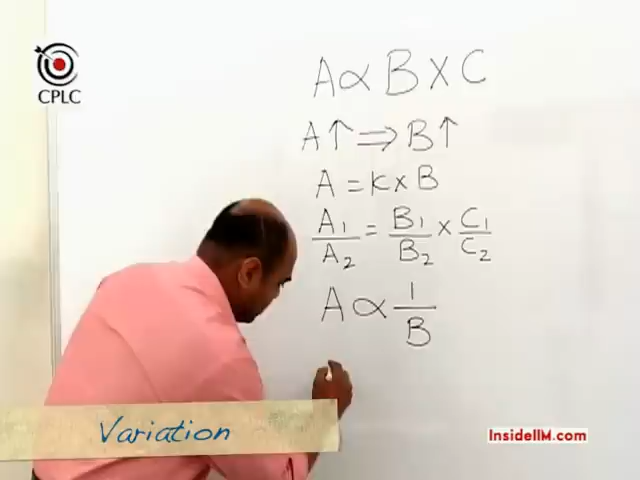 CPLC
A ∝ B × C
A↑ ⇒ B↑
A = K × B
A₁/A₂ = B₁/B₂ × C₁/C₂
A ∝ 1/B
Variation
InsideIIM.com